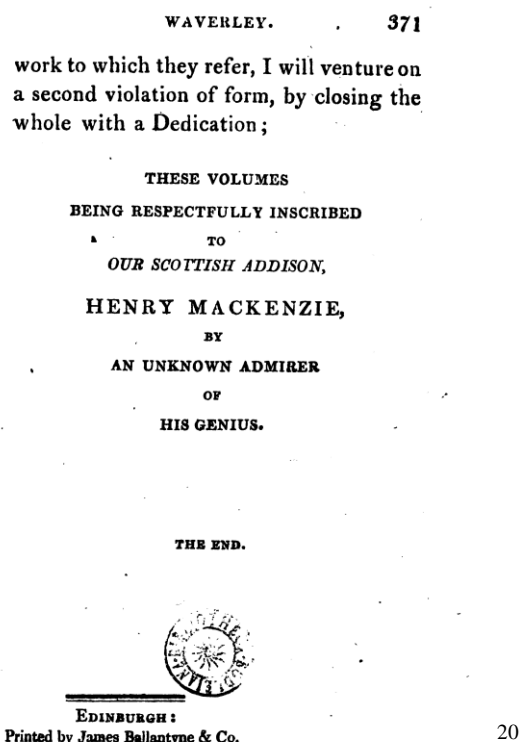 WAVERLEY. 371
work to which they refer, I will venture on
a second violation of form, by closing the
whole with a Dedication;
THESE VOLUMES
BEING RESPECTFULLY INSCRIBED
TO
OUR SCOTTISH ADDISON,
HENRY MACKENZIE,
BY
AN UNKNOWN ADMIRER
OF
HIS GENIUS.
THE END.
BIBLIOTHECA BODLEIANA
EDINBURGH:
Printed by James Ballantyne & Co.
20